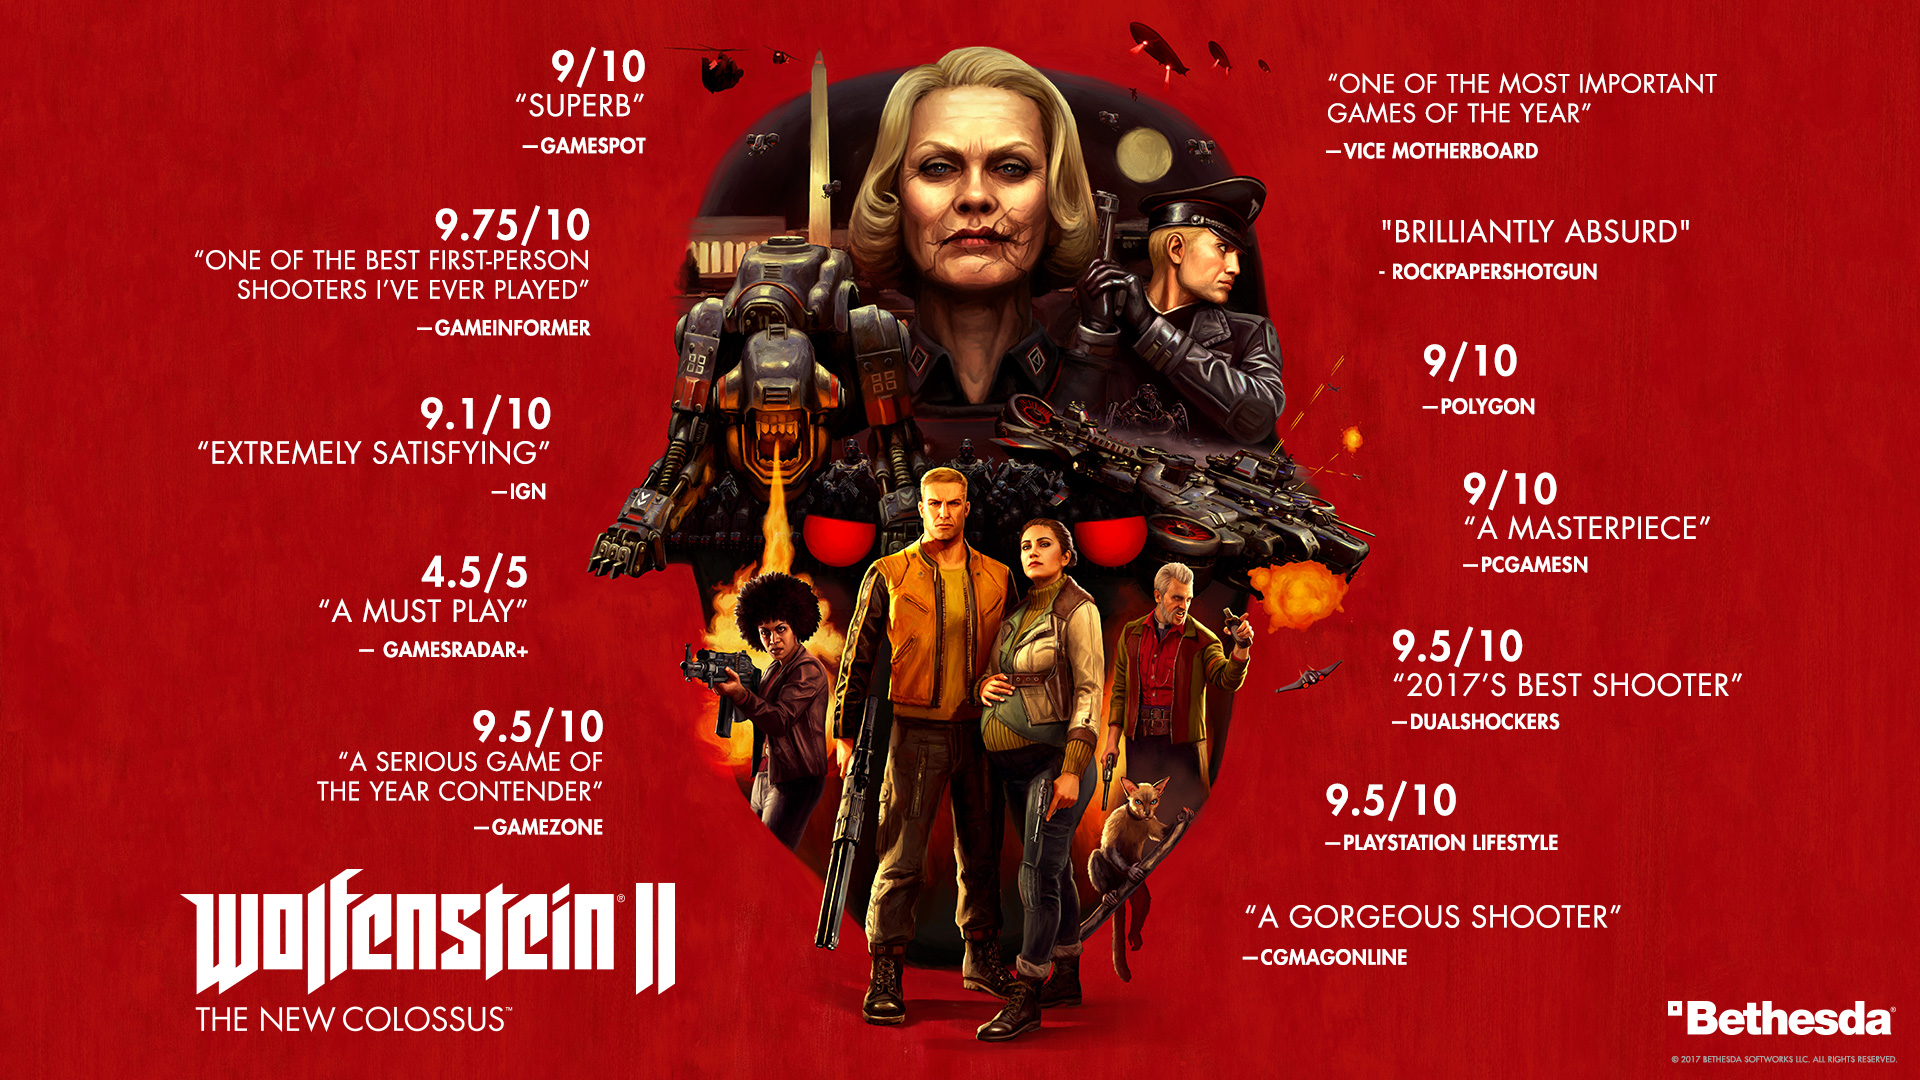 9/10
“SUPERB”
—GAMESPOT
9.75/10
“ONE OF THE BEST FIRST-PERSON
SHOOTERS I’VE EVER PLAYED”
—GAMEINFORMER
9.1/10
“EXTREMELY SATISFYING”
—IGN
4.5/5
“A MUST PLAY”
— GAMESRADAR+
9.5/10
“A SERIOUS GAME OF
THE YEAR CONTENDER”
—GAMEZONE
wolfenstein® II
THE NEW COLOSSUS™
“ONE OF THE MOST IMPORTANT
GAMES OF THE YEAR”
—VICE MOTHERBOARD
"BRILLIANTLY ABSURD"
- ROCKPAPERSHOTGUN
9/10
—POLYGON
9/10
“A MASTERPIECE”
—PCGAMESN
9.5/10
“2017’S BEST SHOOTER”
—DUALSHOCKERS
9.5/10
—PLAYSTATION LIFESTYLE
“A GORGEOUS SHOOTER”
—CGMAGONLINE
Bethesda®
© 2017 BETHESDA SOFTWORKS LLC. ALL RIGHTS RESERVED.